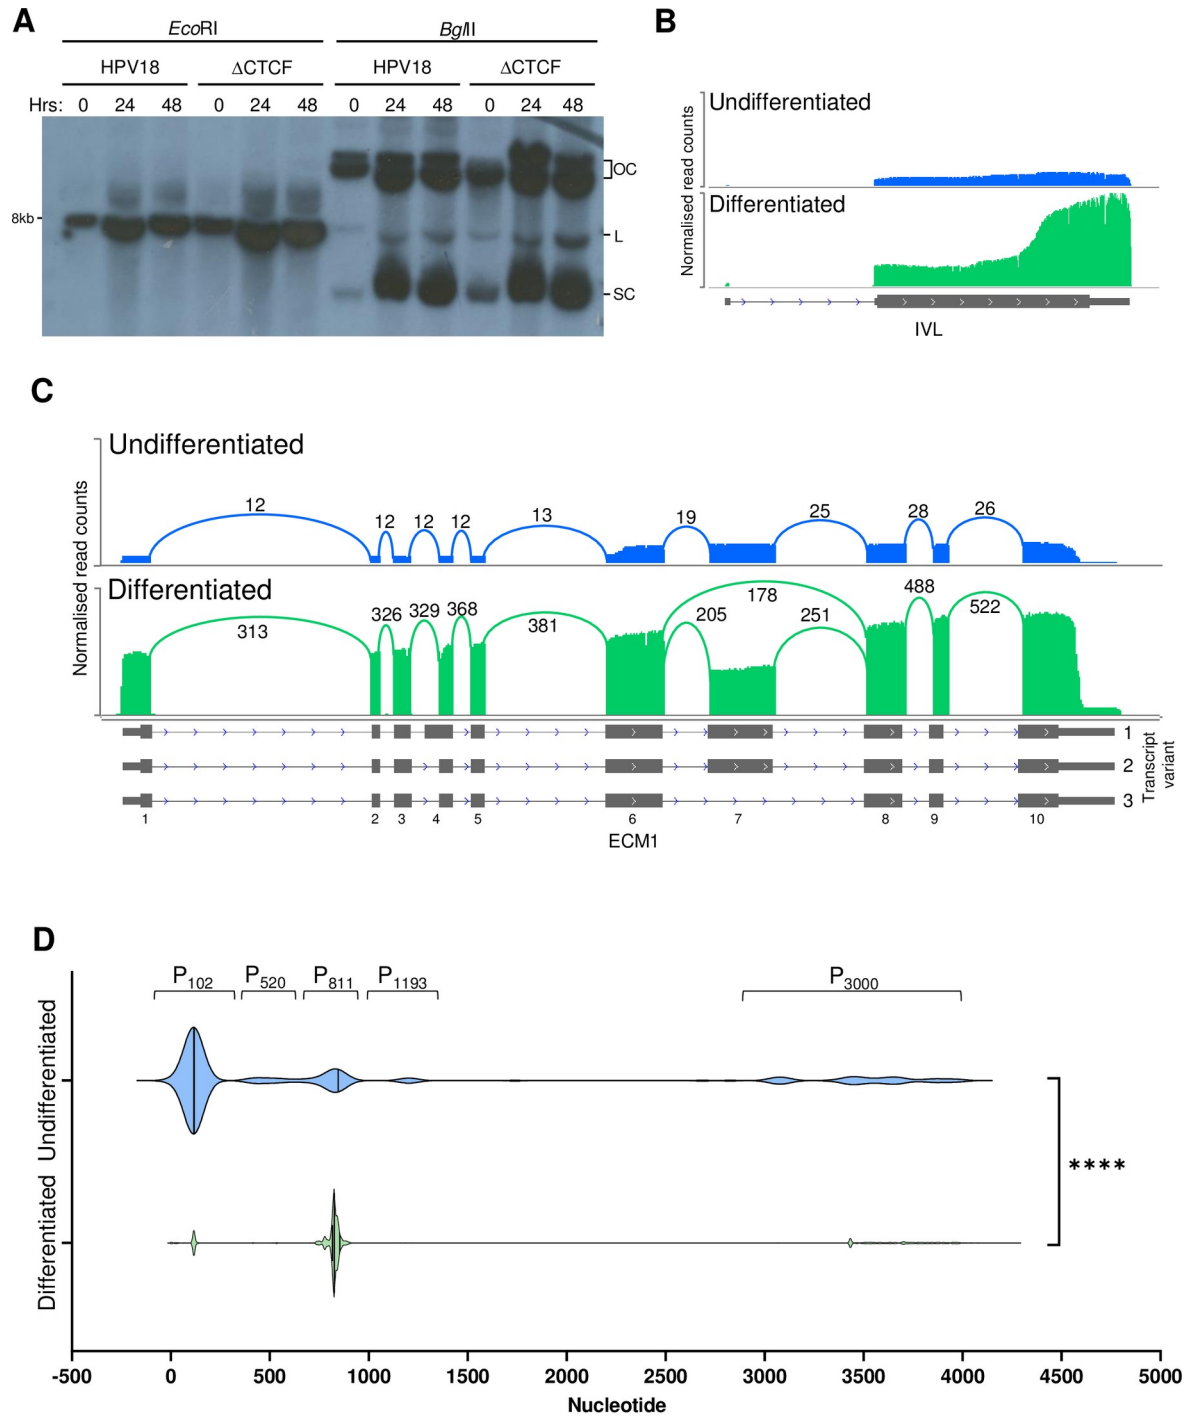 A
EcoRI BglII
HPV18 ΔCTCF HPV18 ΔCTCF
Hrs: 0 24 48 0 24 48 0 24 48 0 24 48
8kb
OC
L
SC
B
Normalised read counts
Undifferentiated
Differentiated
IVL
C
Normalised read counts
Undifferentiated
12 12 12 12 13 19 25 28 26
Differentiated
313 326 329 368 381 205 178 251 488 522
1
2
3
Transcript
variant
1 2 3 4 5 6 7 8 9 10
ECM1
D
P102 P520 P811 P1193 P3000
Undifferentiated
Differentiated
****
-500 0 500 1000 1500 2000 2500 3000 3500 4000 4500 5000
Nucleotide